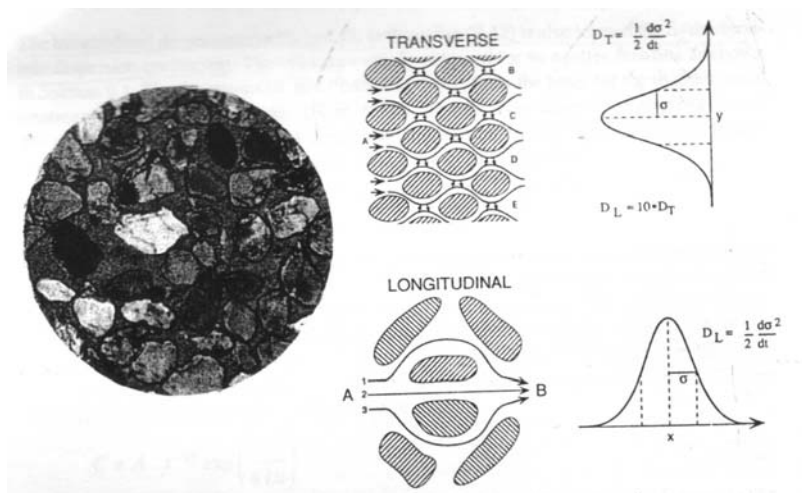 TRANSVERSE
B
C
A
D
E
D_T = 1/2 dσ²/dt
σ
y
D_L = 10•D_T
LONGITUDINAL
1
A 2 B
3
D_L = 1/2 dσ²/dt
σ
x